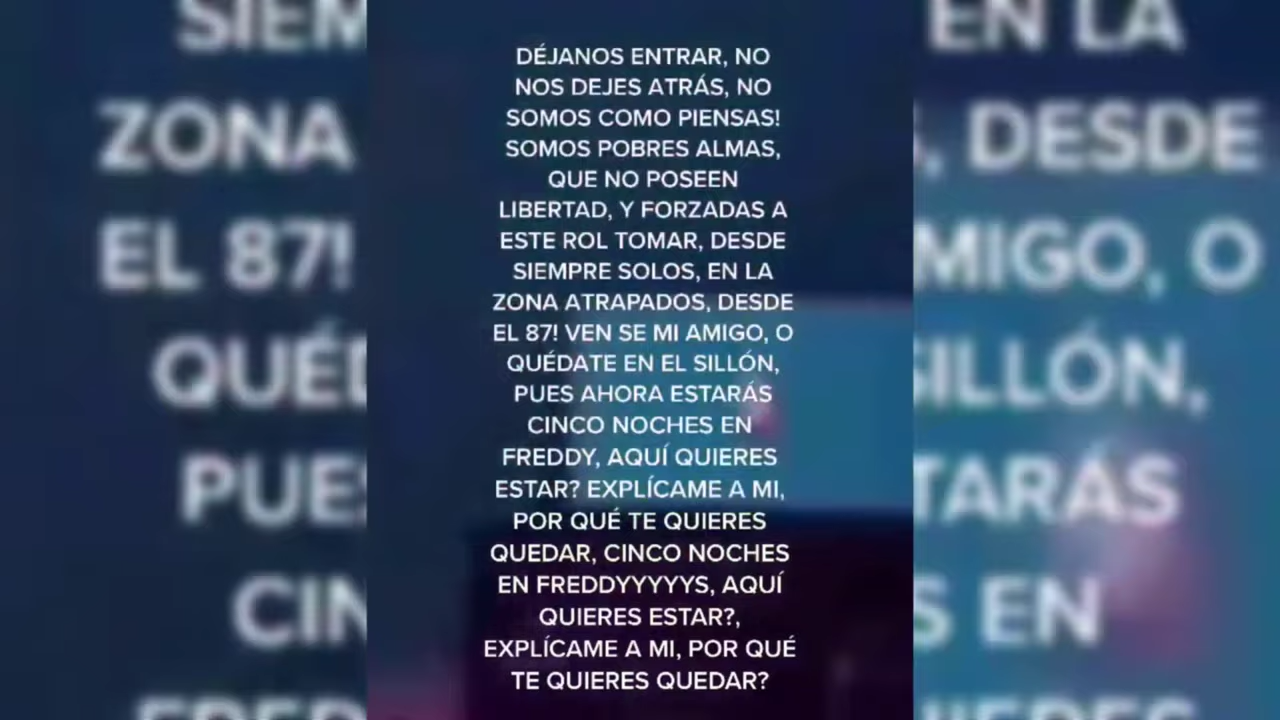 DÉJANOS ENTRAR, NO
NOS DEJES ATRÁS, NO
SOMOS COMO PIENSAS!
SOMOS POBRES ALMAS,
QUE NO POSEEN
LIBERTAD, Y FORZADAS A
ESTE ROL TOMAR, DESDE
SIEMPRE SOLOS, EN LA
ZONA ATRAPADOS, DESDE
EL 87! VEN SE MI AMIGO, O
QUÉDATE EN EL SILLÓN,
PUES AHORA ESTARÁS
CINCO NOCHES EN
FREDDY, AQUÍ QUIERES
ESTAR? EXPLÍCAME A MI,
POR QUÉ TE QUIERES
QUEDAR, CINCO NOCHES
EN FREDDYYYYYS, AQUÍ
QUIERES ESTAR?,
EXPLÍCAME A MI, POR QUÉ
TE QUIERES QUEDAR?